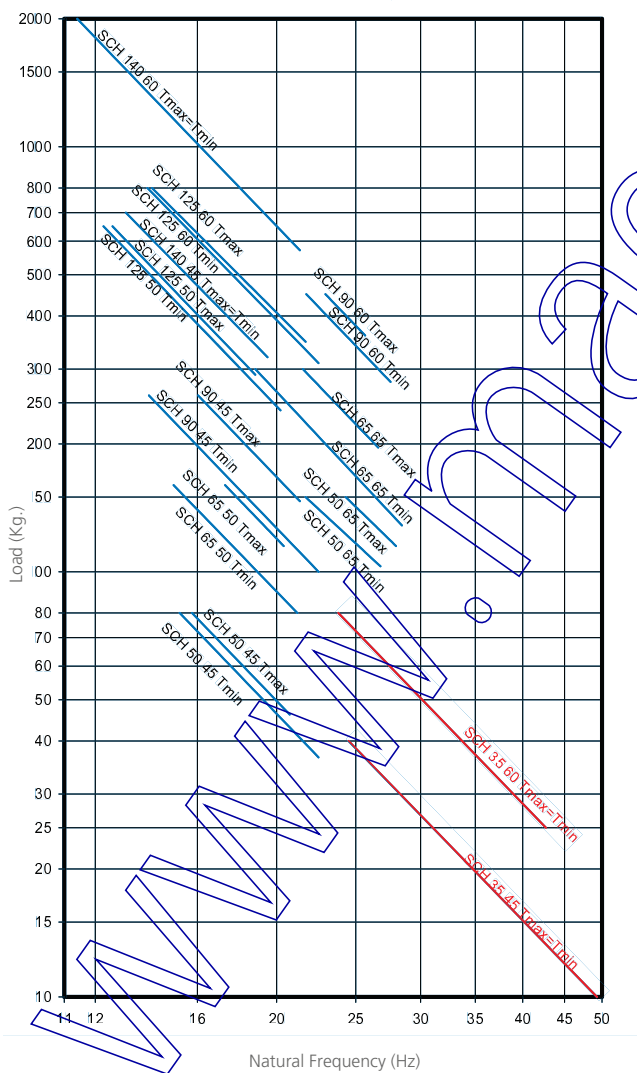 2000
1500
1000
800
700
600
500
400
300
250
200
50
00
80
70
60
50
40
30
25
20
15
10
Load (Kg.)
SCH 140 60 Tmax=Tmin
SCH 125 60 Tmax
SCH 125 60 Tmin
SCH 140 45 Tmax=Tmin
SCH 125 50 Tmax
SCH 125 50 Tmin
SCH 90 60 Tmax
SCH 90 60 Tmin
SCH 90 45 Tmax
SCH 90 45 Tmin
SCH 65 65 Tmax
SCH 65 65 Tmin
SCH 65 50 Tmax
SCH 65 50 Tmin
SCH 50 65 Tmax
SCH 50 65 Tmin
SCH 50 45 Tmax
SCH 50 45 Tmin
SCH 35 60 Tmax=Tmin
SCH 35 45 Tmax=Tmin
www.ma
11 12 16 20 25 30 35 40 45 50
Natural Frequency (Hz)